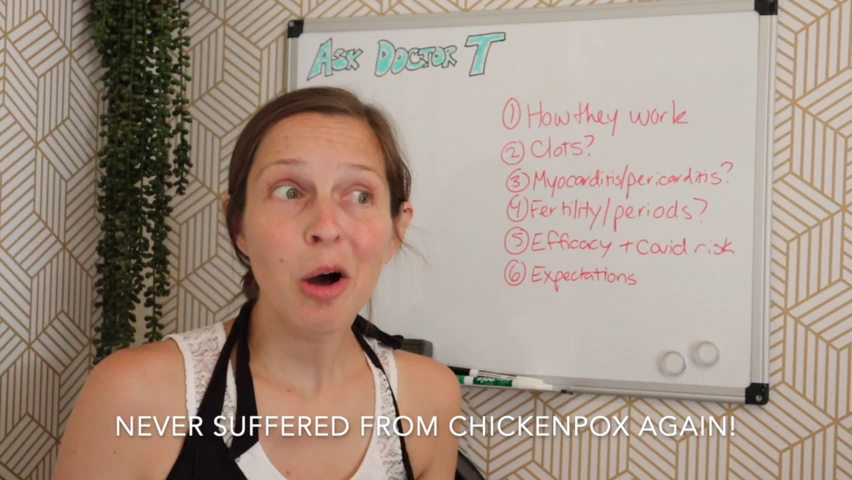 ASK DOCTOR T
① How they work
② Clots?
③ Myocarditis/pericarditis?
④ Fertility/periods?
⑤ Efficacy + Covid risk
⑥ Expectations
NEVER SUFFERED FROM CHICKENPOX AGAIN!